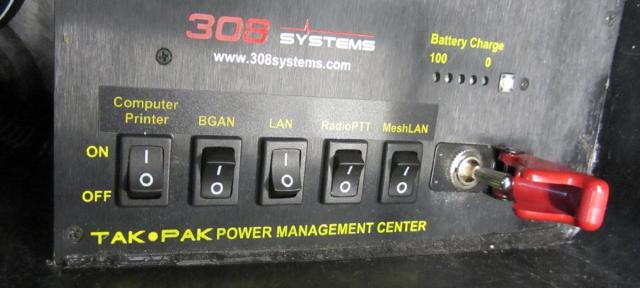 308 SYSTEMS
www.308systems.com
Battery Charge
100 0
Computer
Printer
BGAN
LAN
RadioPTT
MeshLAN
ON
OFF
TAK•PAK POWER MANAGEMENT CENTER